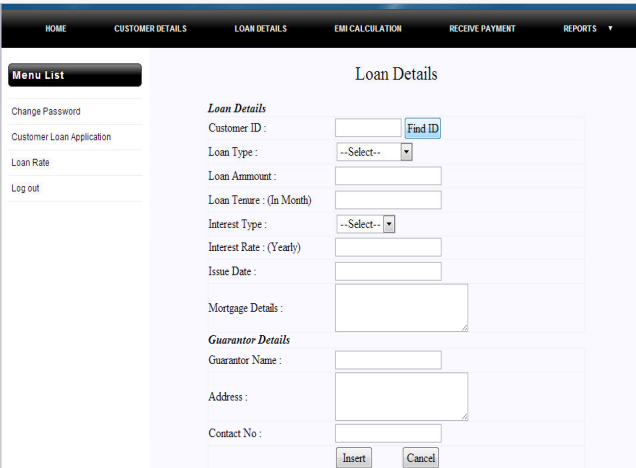 HOME CUSTOMER DETAILS LOAN DETAILS EMI CALCULATION RECEIVE PAYMENT REPORTS ▼
Menu List
Change Password
Customer Loan Application
Loan Rate
Log out
Loan Details
Loan Details
Customer ID : Find ID
Loan Type : --Select--
Loan Ammount :
Loan Tenure : (In Month)
Interest Type : --Select--
Interest Rate : (Yearly)
Issue Date :
Mortgage Details :
Guarantor Details
Guarantor Name :
Address :
Contact No :
Insert Cancel